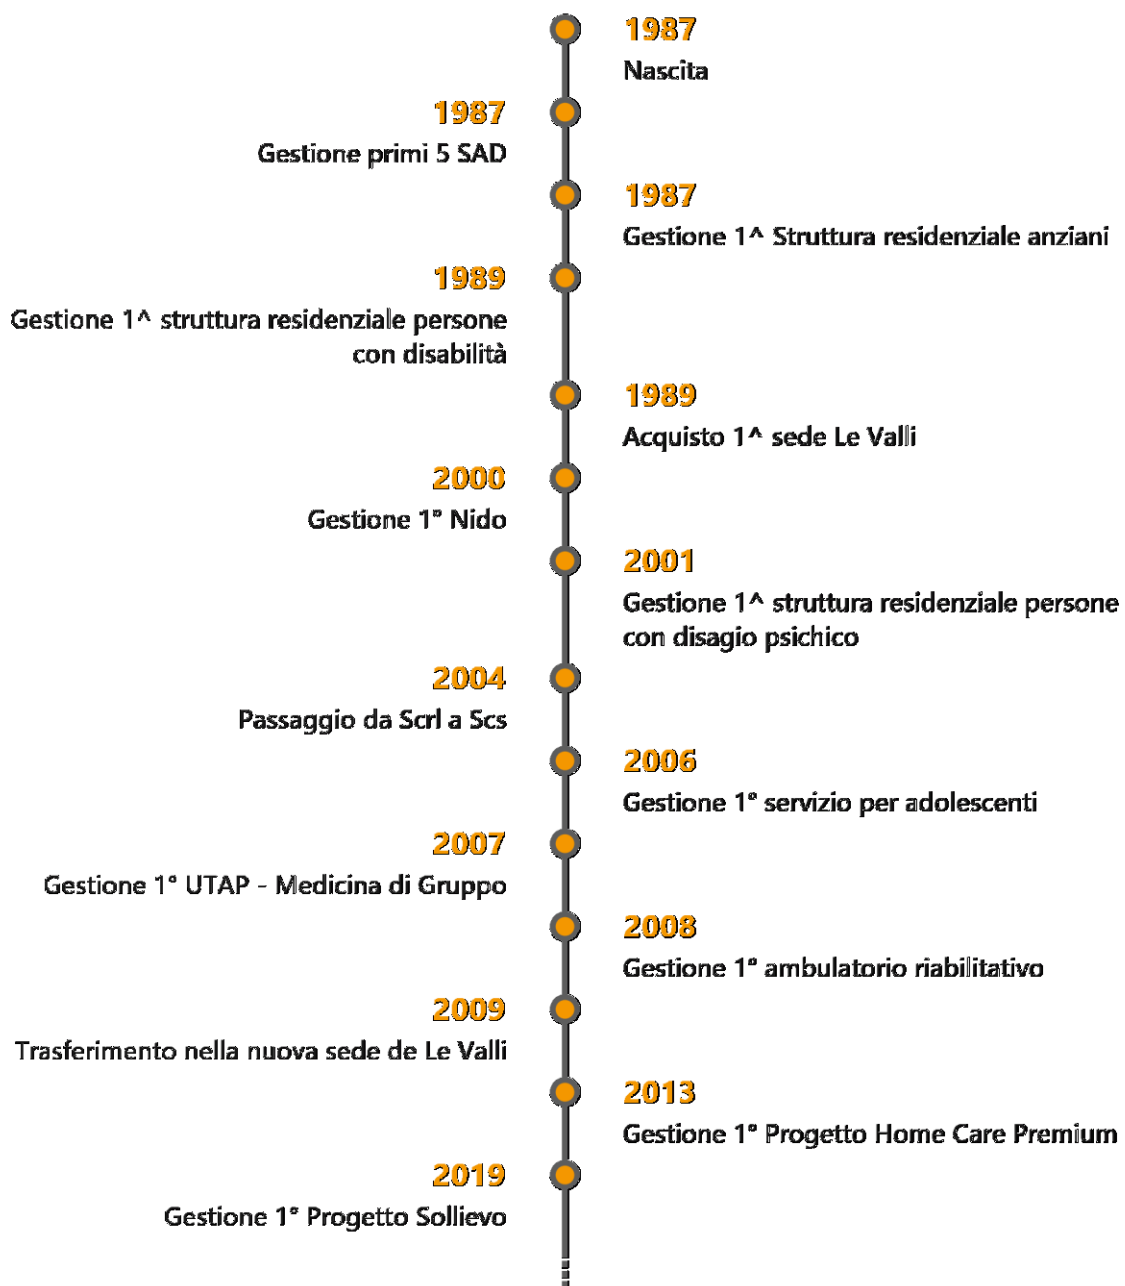 1987
Nascita
1987
Gestione primi 5 SAD
1987
Gestione 1^ Struttura residenziale anziani
1989
Gestione 1^ struttura residenziale persone
con disabilità
1989
Acquisto 1^ sede Le Valli
2000
Gestione 1° Nido
2001
Gestione 1^ struttura residenziale persone
con disagio psichico
2004
Passaggio da Scrl a Scs
2006
Gestione 1° servizio per adolescenti
2007
Gestione 1° UTAP - Medicina di Gruppo
2008
Gestione 1° ambulatorio riabilitativo
2009
Trasferimento nella nuova sede de Le Valli
2013
Gestione 1° Progetto Home Care Premium
2019
Gestione 1° Progetto Sollievo